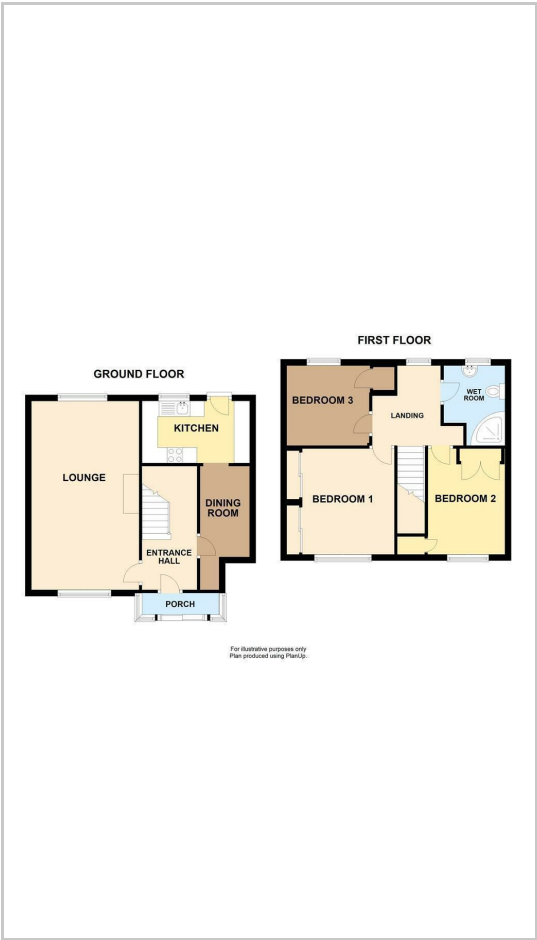 FIRST FLOOR
GROUND FLOOR
BEDROOM 3
LANDING
WET
ROOM
BEDROOM 1
BEDROOM 2
KITCHEN
LOUNGE
DINING
ROOM
ENTRANCE
HALL
PORCH
For illustrative purposes only
Plan produced using PlanUp.